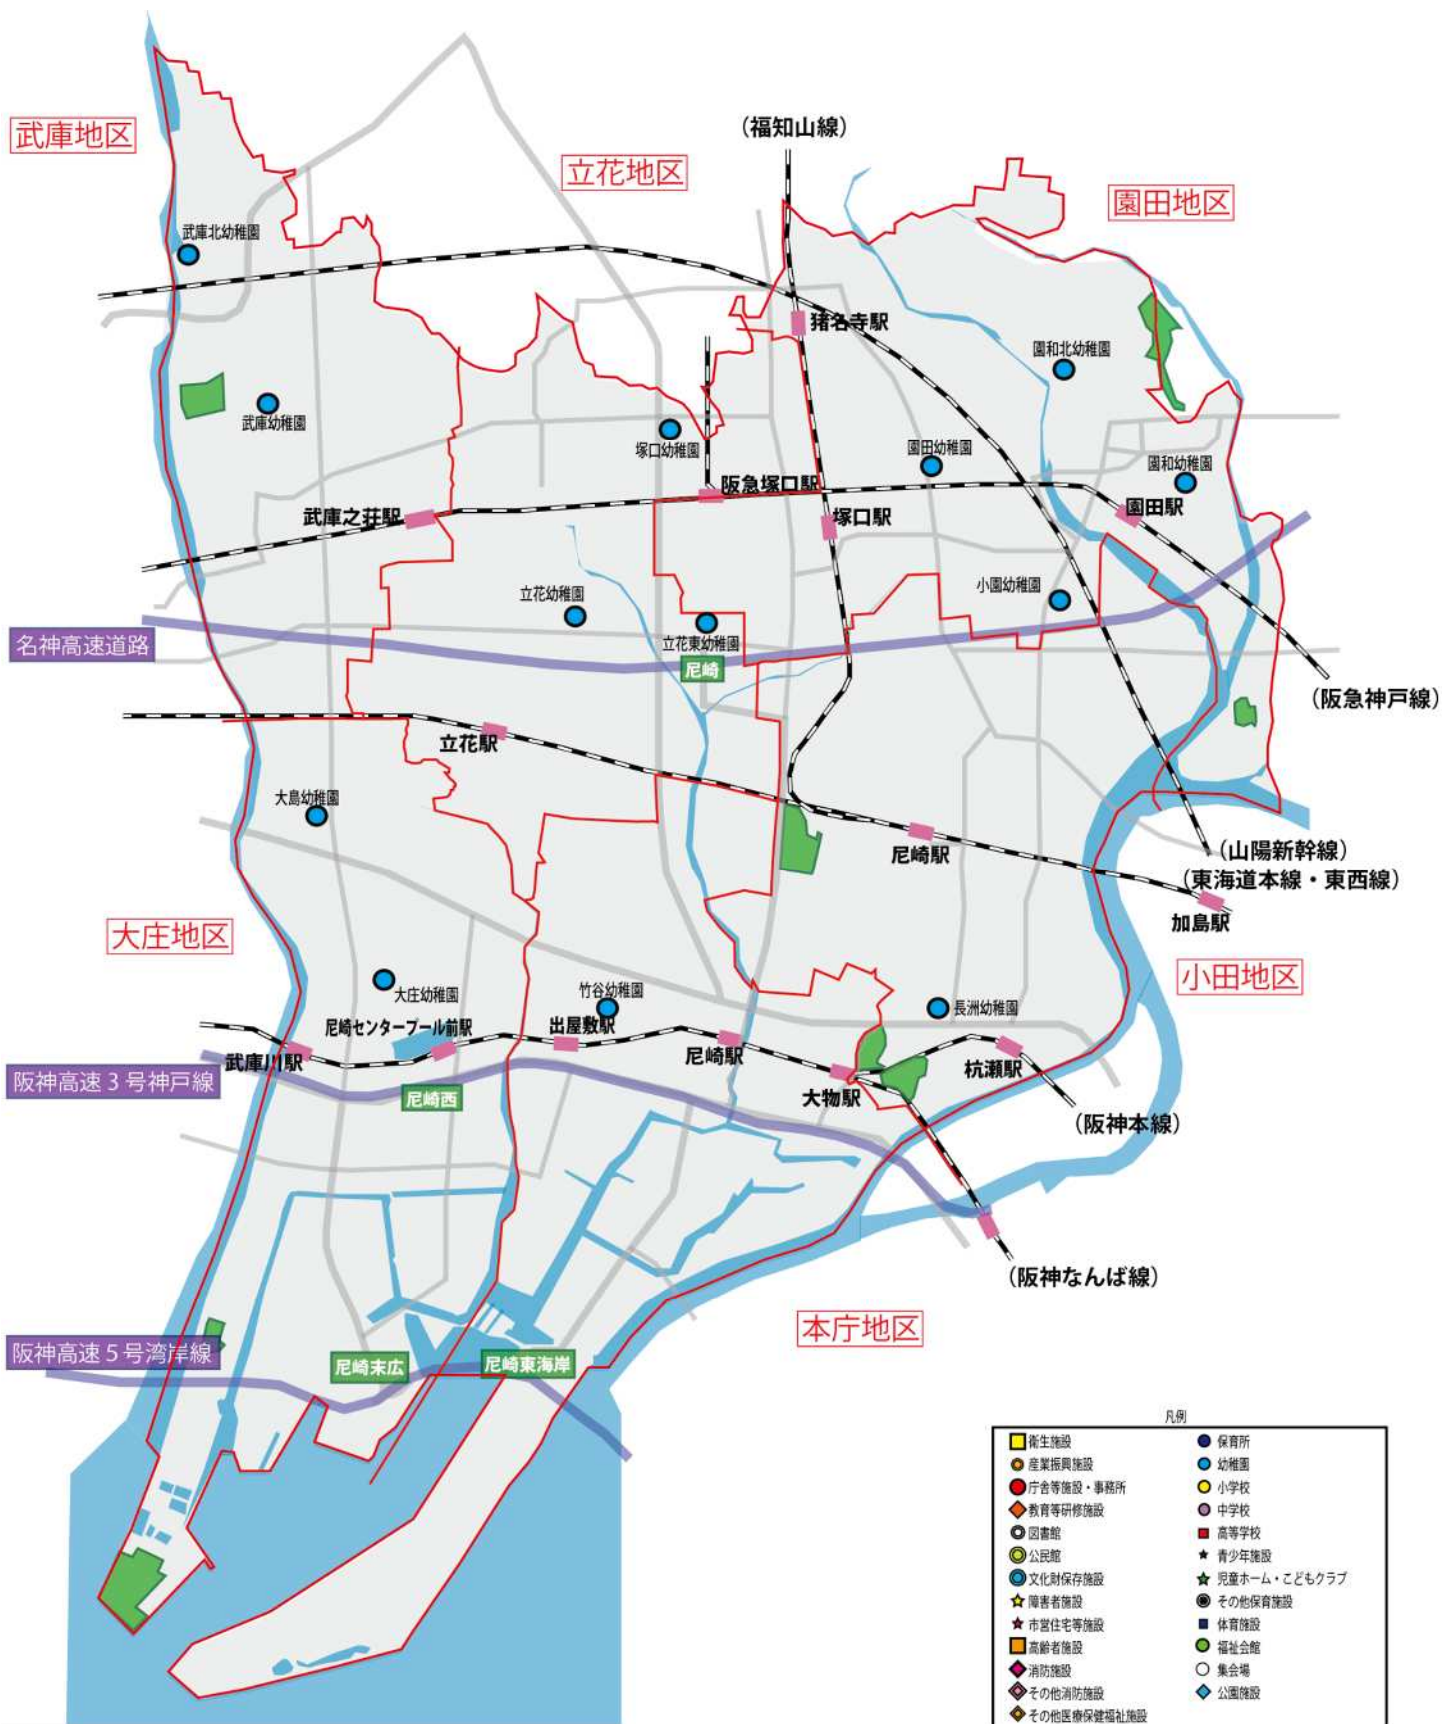 (福知山線)
武庫地区
立花地区
園田地区
武庫北幼稚園
猪名寺駅
園和北幼稚園
武庫幼稚園
塚口幼稚園
園田幼稚園
園和幼稚園
阪急塚口駅
武庫之荘駅
塚口駅
園田駅
立花幼稚園
小園幼稚園
名神高速道路
立花東幼稚園
尼崎
(阪急神戸線)
立花駅
大島幼稚園
尼崎駅
(山陽新幹線)
(東海道本線・東西線)
加島駅
大庄地区
小田地区
大庄幼稚園
竹谷幼稚園
長洲幼稚園
尼崎センタープール前駅
出屋敷駅
武庫川駅
尼崎駅
杭瀬駅
阪神高速3号神戸線
尼崎西
大物駅
(阪神本線)
(阪神なんば線)
本庁地区
阪神高速5号湾岸線
尼崎末広
尼崎東海岸
凡例
衛生施設
産業振興施設
庁舎等施設・事務所
教育等研修施設
図書館
公民館
文化財保存施設
障害者施設
市営住宅等施設
高齢者施設
消防施設
その他消防施設
その他医療保健福祉施設
保育所
幼稚園
小学校
中学校
高等学校
青少年施設
児童ホーム・こどもクラブ
その他保育施設
体育施設
福祉会館
集会場
公園施設